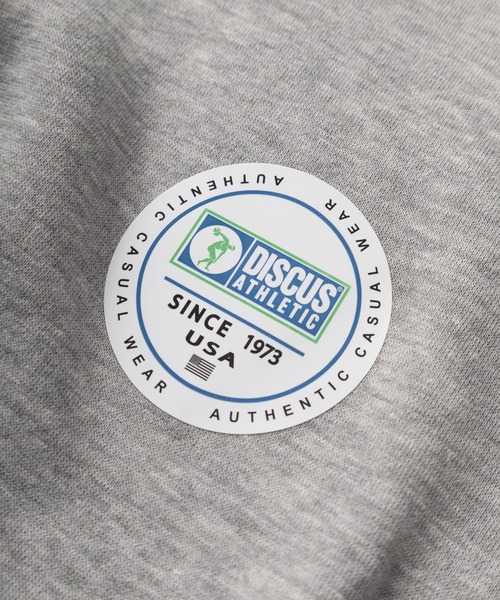 DISCUS
ATHLETIC
SINCE 1973
USA
AUTHENTIC CASUAL WEAR
AUTHENTIC CASUAL WEAR